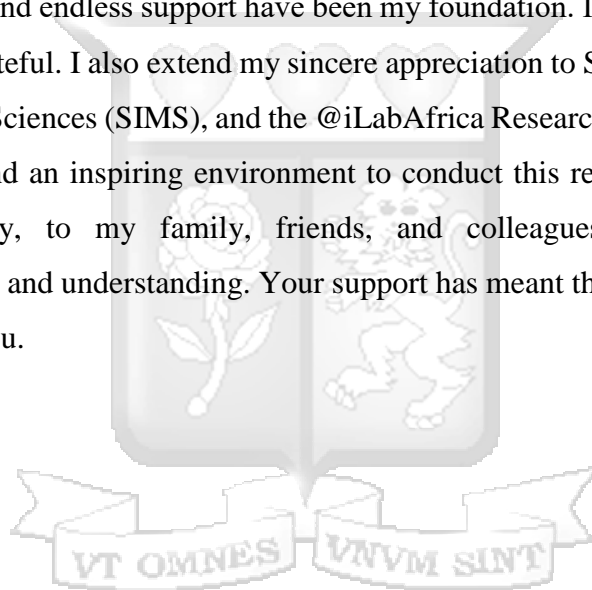 nd endless support have been my foundation. I
teful. I also extend my sincere appreciation to S
Sciences (SIMS), and the @iLabAfrica Researc
nd an inspiring environment to conduct this re
y, to my family, friends, and colleagues
and understanding. Your support has meant th
u.
VT OMNES VNVM SINT